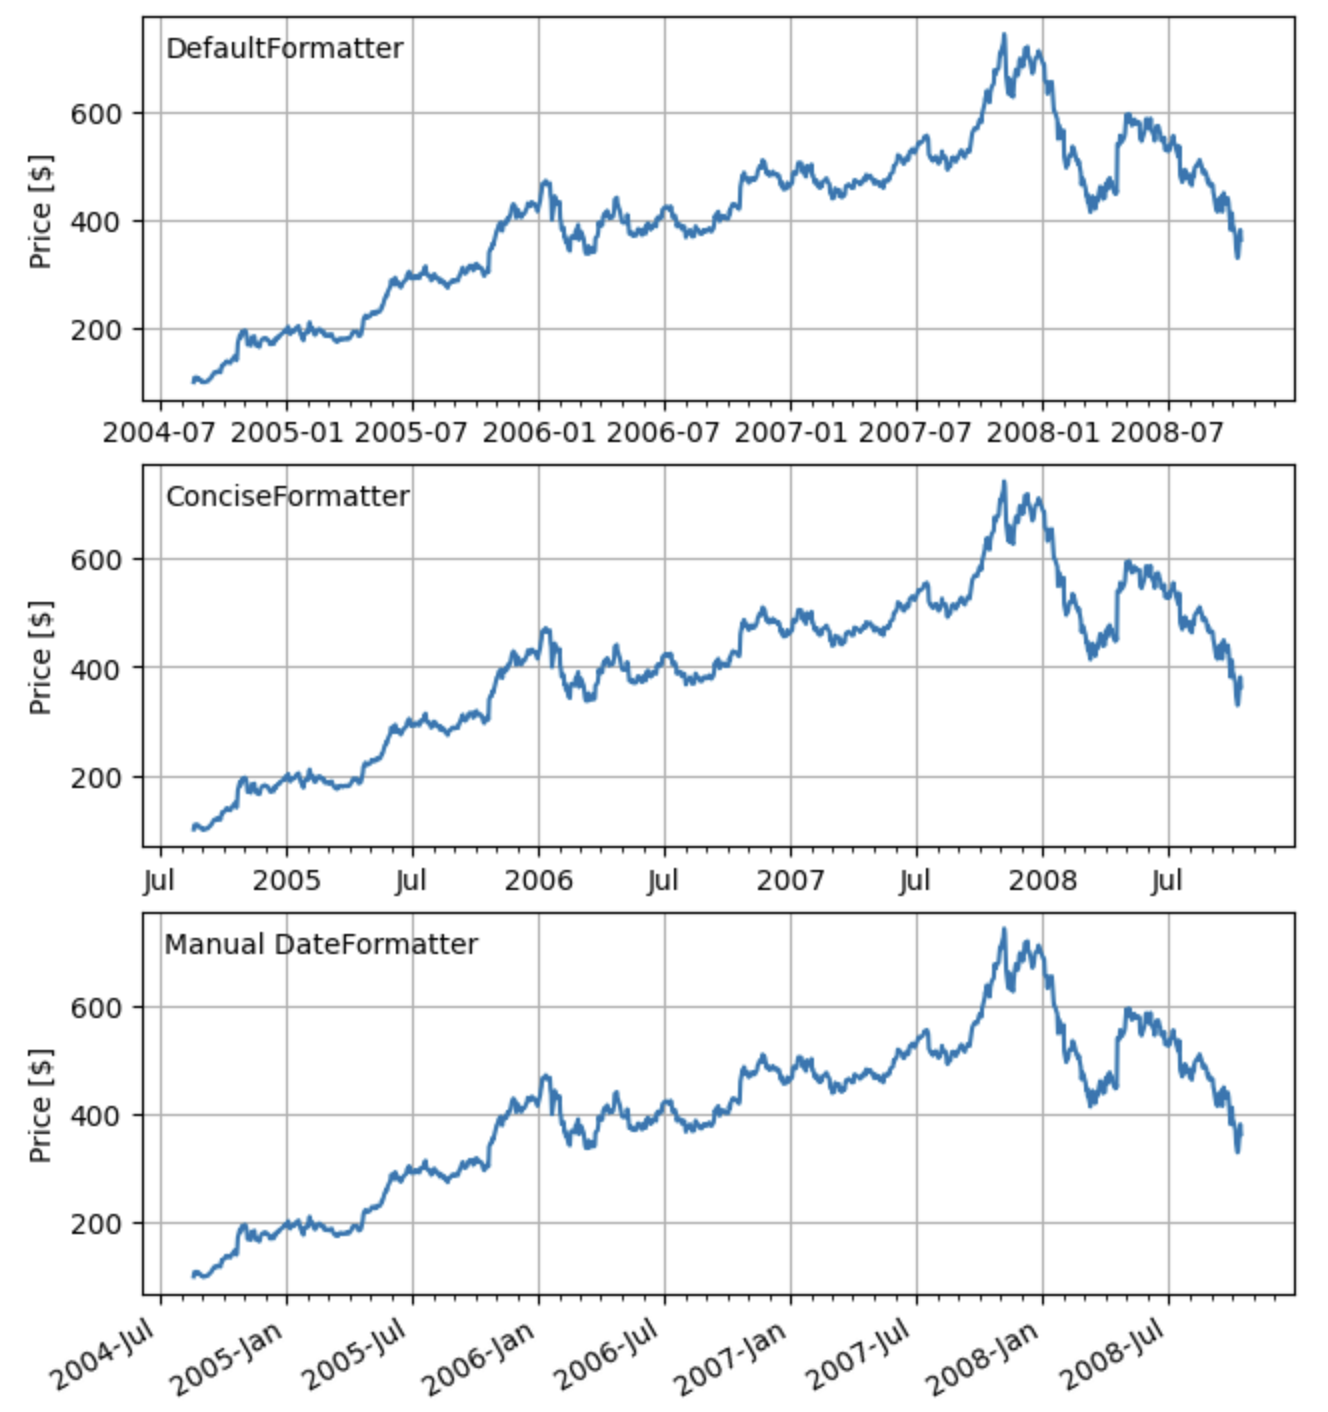 DefaultFormatter
600
400
200
Price [$]
2004-07 2005-01 2005-07 2006-01 2006-07 2007-01 2007-07 2008-01 2008-07
ConciseFormatter
600
400
200
Price [$]
Jul 2005 Jul 2006 Jul 2007 Jul 2008 Jul
Manual DateFormatter
600
400
200
Price [$]
2004-Jul 2005-Jan 2005-Jul 2006-Jan 2006-Jul 2007-Jan 2007-Jul 2008-Jan 2008-Jul